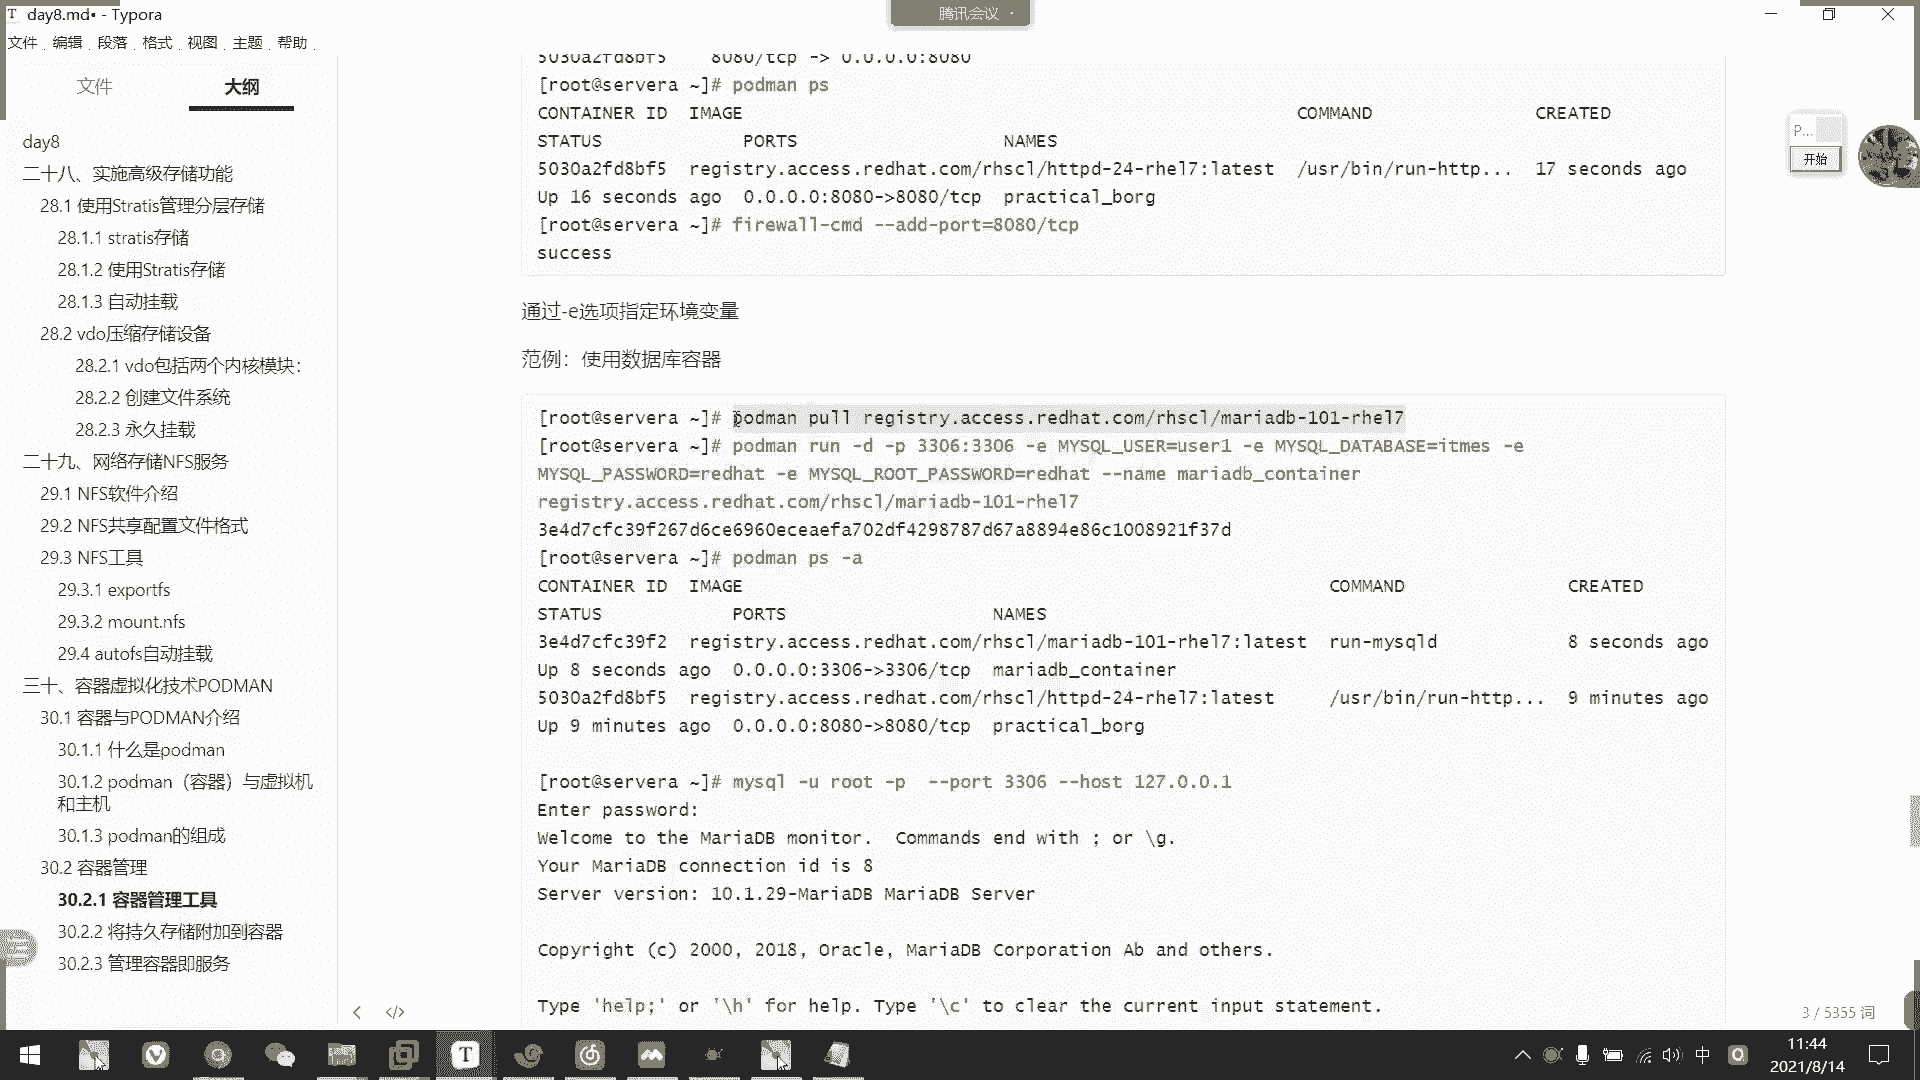 day8.md• - Typora
腾讯会议
文件 编辑 段落 格式 视图 主题 帮助
文件 大纲
day8
二十八、实施高级存储功能
28.1 使用Stratis管理分层存储
28.1.1 stratis存储
28.1.2 使用Stratis存储
28.1.3 自动挂载
28.2 vdo压缩存储设备
28.2.1 vdo包括两个内核模块：
28.2.2 创建文件系统
28.2.3 永久挂载
二十九、网络存储NFS服务
29.1 NFS软件介绍
29.2 NFS共享配置文件格式
29.3 NFS工具
29.3.1 exportfs
29.3.2 mount.nfs
29.4 autofs自动挂载
三十、容器虚拟化技术PODMAN
30.1 容器与PODMAN介绍
30.1.1 什么是podman
30.1.2 podman（容器）与虚拟机
和主机
30.1.3 podman的组成
30.2 容器管理
30.2.1 容器管理工具
30.2.2 将持久存储附加到容器
30.2.3 管理容器即服务
5030a2fd8bf5 8080/tcp -> 0.0.0.0:8080
[root@servera ~]# podman ps
CONTAINER ID IMAGE COMMAND CREATED
STATUS PORTS NAMES
5030a2fd8bf5 registry.access.redhat.com/rhscl/httpd-24-rhel7:latest /usr/bin/run-http... 17 seconds ago
Up 16 seconds ago 0.0.0.0:8080->8080/tcp practical_borg
[root@servera ~]# firewall-cmd --add-port=8080/tcp
success
通过-e选项指定环境变量
范例：使用数据库容器
[root@servera ~]# podman pull registry.access.redhat.com/rhscl/mariadb-101-rhel7
[root@servera ~]# podman run -d -p 3306:3306 -e MYSQL_USER=user1 -e MYSQL_DATABASE=itmes -e
MYSQL_PASSWORD=redhat -e MYSQL_ROOT_PASSWORD=redhat --name mariadb_container
registry.access.redhat.com/rhscl/mariadb-101-rhel7
3e4d7cfc39f267d6ce6960eceaefa702df4298787d67a8894e86c1008921f37d
[root@servera ~]# podman ps -a
CONTAINER ID IMAGE COMMAND CREATED
STATUS PORTS NAMES
3e4d7cfc39f2 registry.access.redhat.com/rhscl/mariadb-101-rhel7:latest run-mysqld 8 seconds ago
Up 8 seconds ago 0.0.0.0:3306->3306/tcp mariadb_container
5030a2fd8bf5 registry.access.redhat.com/rhscl/httpd-24-rhel7:latest /usr/bin/run-http... 9 minutes ago
Up 9 minutes ago 0.0.0.0:8080->8080/tcp practical_borg
[root@servera ~]# mysql -u root -p --port 3306 --host 127.0.0.1
Enter password:
Welcome to the MariaDB monitor. Commands end with ; or \g.
Your MariaDB connection id is 8
Server version: 10.1.29-MariaDB MariaDB Server
Copyright (c) 2000, 2018, Oracle, MariaDB Corporation Ab and others.
Type 'help;' or '\h' for help. Type '\c' to clear the current input statement.
P...
开始
3 / 5355 词
中
11:44
2021/8/14